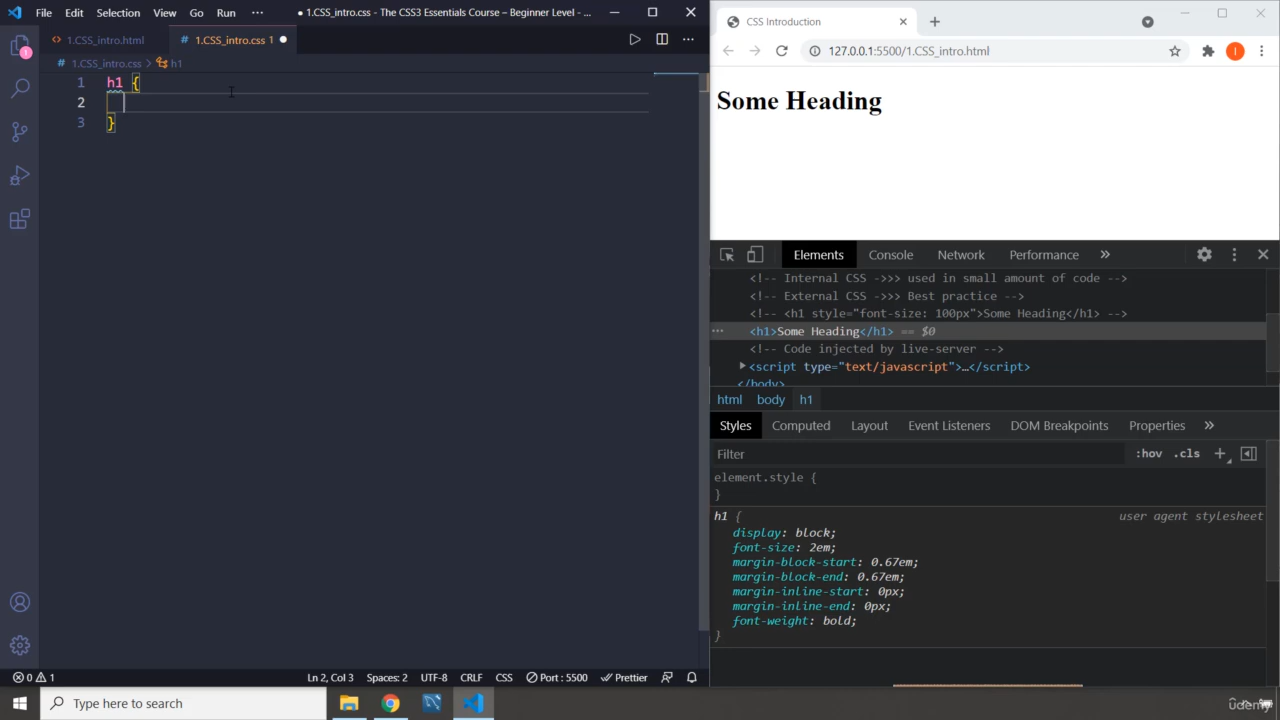 File Edit Selection View Go Run ··· ● 1.CSS_intro.css - The CSS3 Essentials Course – Beginner Level - ...
1.CSS_intro.html
# 1.CSS_intro.css 1 ●
# 1.CSS_intro.css > h1
1 h1 {
2
3 }
1
Ln 2, Col 3 Spaces: 2 UTF-8 CRLF CSS Port : 5500 Prettier
0 1
Type here to search
CSS Introduction
127.0.0.1:5500/1.CSS_intro.html
I
Some Heading
Elements Console Network Performance »
<!-- Internal CSS ->>> used in small amount of code -->
<!-- External CSS ->>> Best practice -->
<!-- <h1 style="font-size: 100px">Some Heading</h1> -->
··· <h1>Some Heading</h1> == $0
<!-- Code injected by live-server -->
<script type="text/javascript">…</script>
</body>
html body h1
Styles Computed Layout Event Listeners DOM Breakpoints Properties »
Filter :hov .cls +
element.style {
}
h1 { user agent stylesheet
display: block;
font-size: 2em;
margin-block-start: 0.67em;
margin-block-end: 0.67em;
margin-inline-start: 0px;
margin-inline-end: 0px;
font-weight: bold;
}
udemy